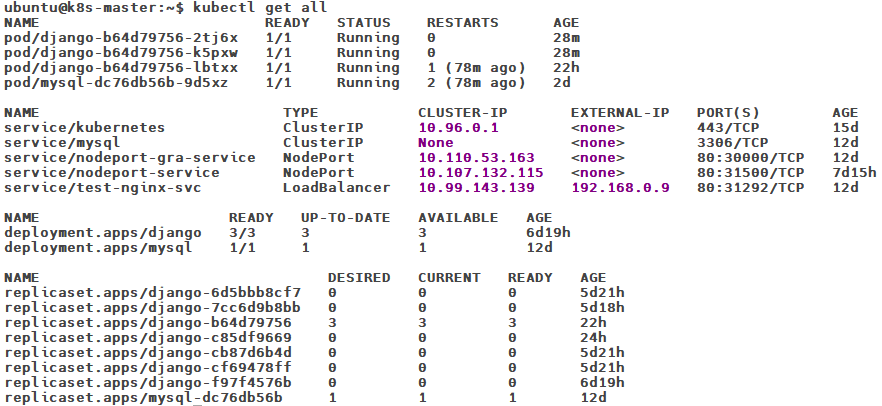 ubuntu@k8s-master:~$ kubectl get all
NAME READY STATUS RESTARTS AGE
pod/django-b64d79756-2tj6x 1/1 Running 0 28m
pod/django-b64d79756-k5pxw 1/1 Running 0 28m
pod/django-b64d79756-lbtxx 1/1 Running 1 (78m ago) 22h
pod/mysql-dc76db56b-9d5xz 1/1 Running 2 (78m ago) 2d
NAME TYPE CLUSTER-IP EXTERNAL-IP PORT(S) AGE
service/kubernetes ClusterIP 10.96.0.1 <none> 443/TCP 15d
service/mysql ClusterIP None <none> 3306/TCP 12d
service/nodeport-gra-service NodePort 10.110.53.163 <none> 80:30000/TCP 12d
service/nodeport-service NodePort 10.107.132.115 <none> 80:31500/TCP 7d15h
service/test-nginx-svc LoadBalancer 10.99.143.139 192.168.0.9 80:31292/TCP 12d
NAME READY UP-TO-DATE AVAILABLE AGE
deployment.apps/django 3/3 3 3 6d19h
deployment.apps/mysql 1/1 1 1 12d
NAME DESIRED CURRENT READY AGE
replicaset.apps/django-6d5bbb8cf7 0 0 0 5d21h
replicaset.apps/django-7cc6d9b8bb 0 0 0 5d18h
replicaset.apps/django-b64d79756 3 3 3 22h
replicaset.apps/django-c85df9669 0 0 0 24h
replicaset.apps/django-cb87d6b4d 0 0 0 5d21h
replicaset.apps/django-cf69478ff 0 0 0 5d21h
replicaset.apps/django-f97f4576b 0 0 0 6d19h
replicaset.apps/mysql-dc76db56b 1 1 1 12d